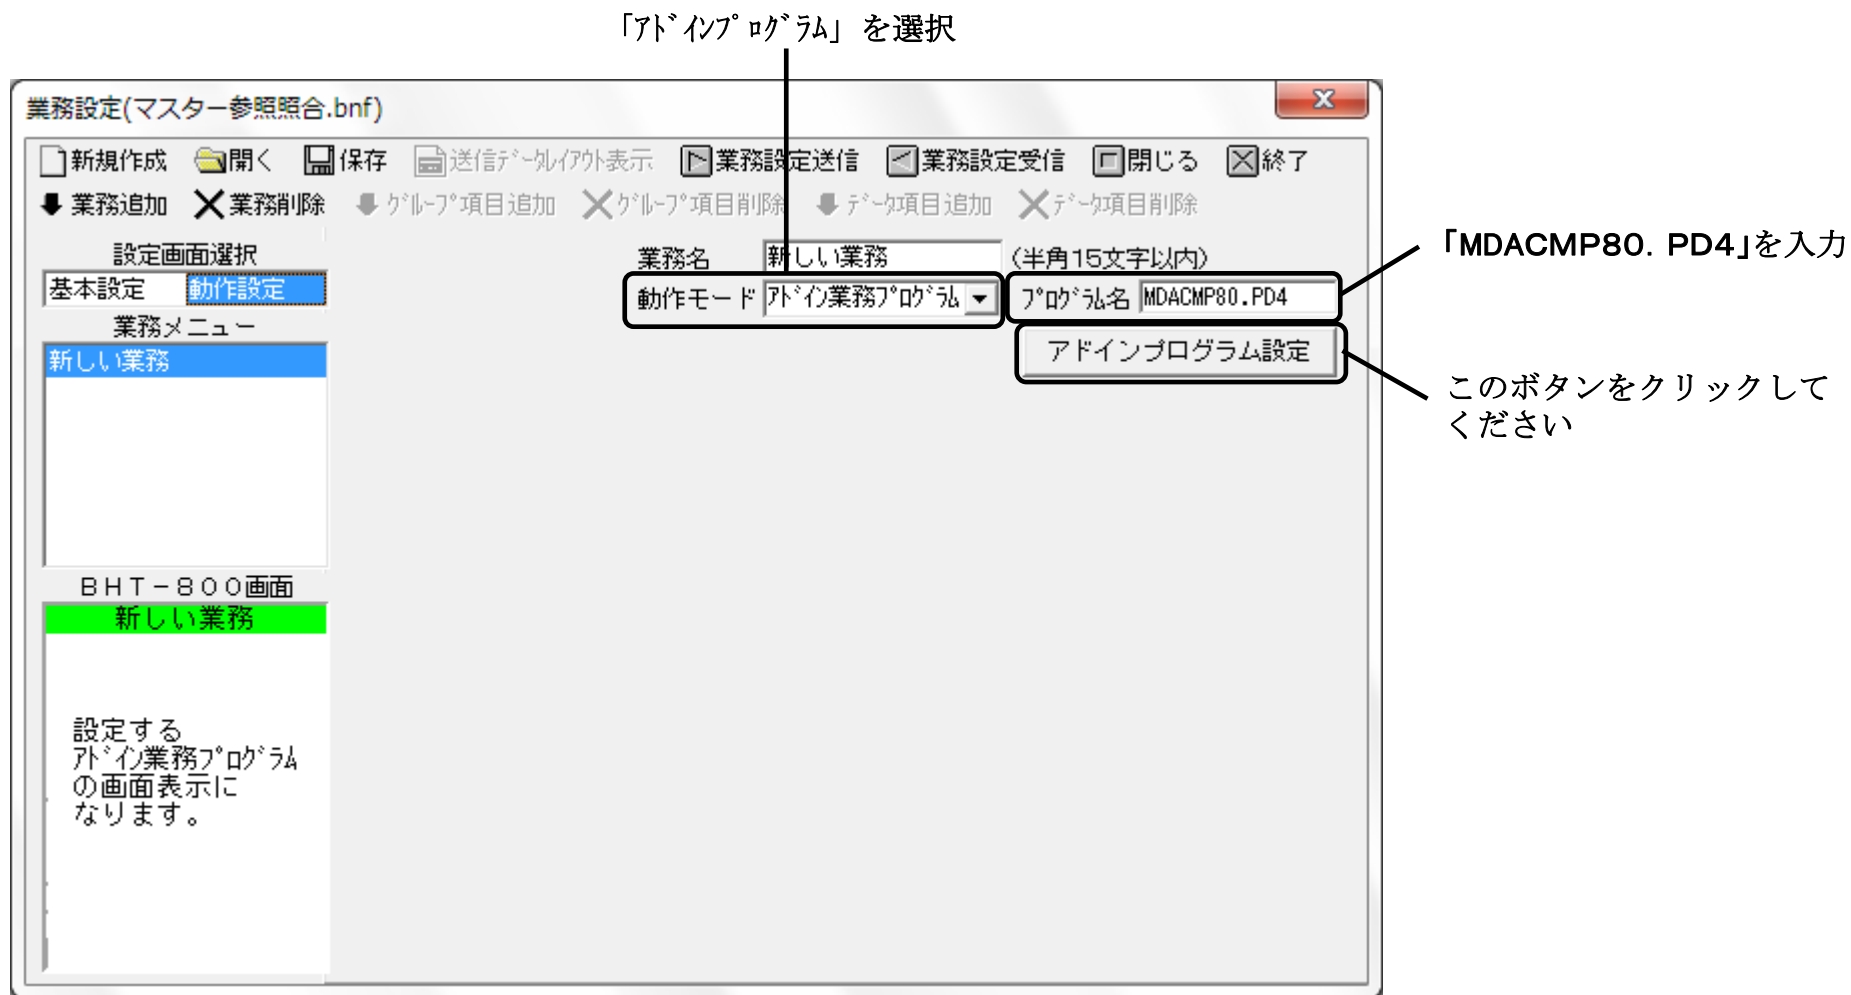 「ｱﾄﾞｲﾝﾌﾟﾛｸﾞﾗﾑ」を選択
業務設定(マスター参照照合.bnf)
新規作成 開く 保存 送信ﾃﾞｰﾀﾚｲｱｳﾄ表示 業務設定送信 業務設定受信 閉じる 終了
業務追加 業務削除 ｸﾞﾙｰﾌﾟ項目追加 ｸﾞﾙｰﾌﾟ項目削除 ﾃﾞｰﾀ項目追加 ﾃﾞｰﾀ項目削除
設定画面選択
基本設定 動作設定
業務メニュー
新しい業務
BHT-800画面
新しい業務
設定する
ｱﾄﾞｲﾝ業務ﾌﾟﾛｸﾞﾗﾑ
の画面表示に
なります。
業務名 新しい業務 (半角15文字以内)
動作モード ｱﾄﾞｲﾝ業務ﾌﾟﾛｸﾞﾗﾑ ﾌﾟﾛｸﾞﾗﾑ名 MDACMP80.PD4
アドインプログラム設定
「MDACMP80. PD4」を入力
このボタンをクリックして
ください